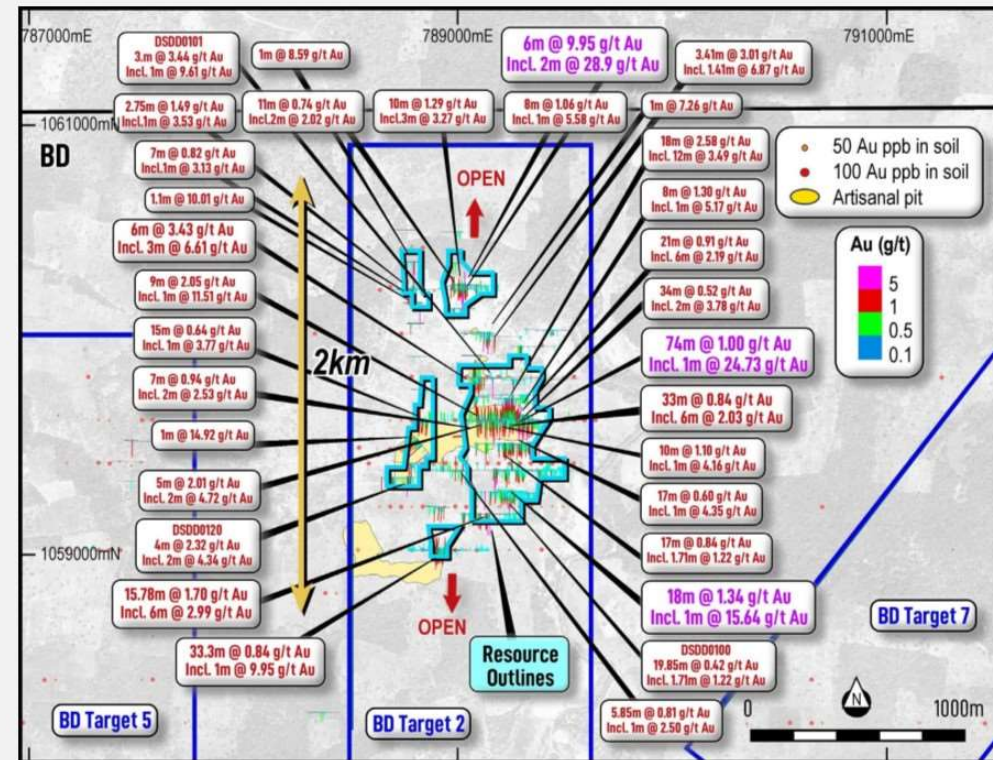 787000mE
789000mE
791000mE
1061000mN
1059000mN
BD
DSDD0101
3.m @ 3.44 g/t Au
Incl. 1m @ 9.61 g/t Au
1m @ 8.59 g/t Au
6m @ 9.95 g/t Au
Incl. 2m @ 28.9 g/t Au
3.41m @ 3.01 g/t Au
Incl. 1.41m @ 6.87 g/t Au
2.75m @ 1.49 g/t Au
Incl.1m @ 3.53 g/t Au
11m @ 0.74 g/t Au
Incl.2m @ 2.02 g/t Au
10m @ 1.29 g/t Au
Incl.3m @ 3.27 g/t Au
8m @ 1.06 g/t Au
Incl. 1m @ 5.58 g/t Au
1m @ 7.26 g/t Au
7m @ 0.82 g/t Au
Incl.1m @ 3.13 g/t Au
1.1m @ 10.01 g/t Au
6m @ 3.43 g/t Au
Incl. 3m @ 6.61 g/t Au
9m @ 2.05 g/t Au
Incl. 1m @ 11.51 g/t Au
15m @ 0.64 g/t Au
Incl. 1m @ 3.77 g/t Au
7m @ 0.94 g/t Au
Incl. 2m @ 2.53 g/t Au
1m @ 14.92 g/t Au
5m @ 2.01 g/t Au
Incl. 2m @ 4.72 g/t Au
DSDD0120
4m @ 2.32 g/t Au
Incl. 2m @ 4.34 g/t Au
15.78m @ 1.70 g/t Au
Incl. 6m @ 2.99 g/t Au
33.3m @ 0.84 g/t Au
Incl. 1m @ 9.95 g/t Au
OPEN
2km
OPEN
18m @ 2.58 g/t Au
Incl. 12m @ 3.49 g/t Au
8m @ 1.30 g/t Au
Incl. 1m @ 5.17 g/t Au
21m @ 0.91 g/t Au
Incl. 6m @ 2.19 g/t Au
34m @ 0.52 g/t Au
Incl. 2m @ 3.78 g/t Au
74m @ 1.00 g/t Au
Incl. 1m @ 24.73 g/t Au
33m @ 0.84 g/t Au
Incl. 6m @ 2.03 g/t Au
10m @ 1.10 g/t Au
Incl. 1m @ 4.16 g/t Au
17m @ 0.60 g/t Au
Incl. 1m @ 4.35 g/t Au
17m @ 0.84 g/t Au
Incl. 1.71m @ 1.22 g/t Au
18m @ 1.34 g/t Au
Incl. 1m @ 15.64 g/t Au
DSDD0100
19.85m @ 0.42 g/t Au
Incl. 1.71m @ 1.22 g/t Au
5.85m @ 0.81 g/t Au
Incl. 1m @ 2.50 g/t Au
50 Au ppb in soil
100 Au ppb in soil
Artisanal pit
Au (g/t)
5
1
0.5
0.1
Resource
Outlines
BD Target 5
BD Target 2
BD Target 7
N
0
1000m